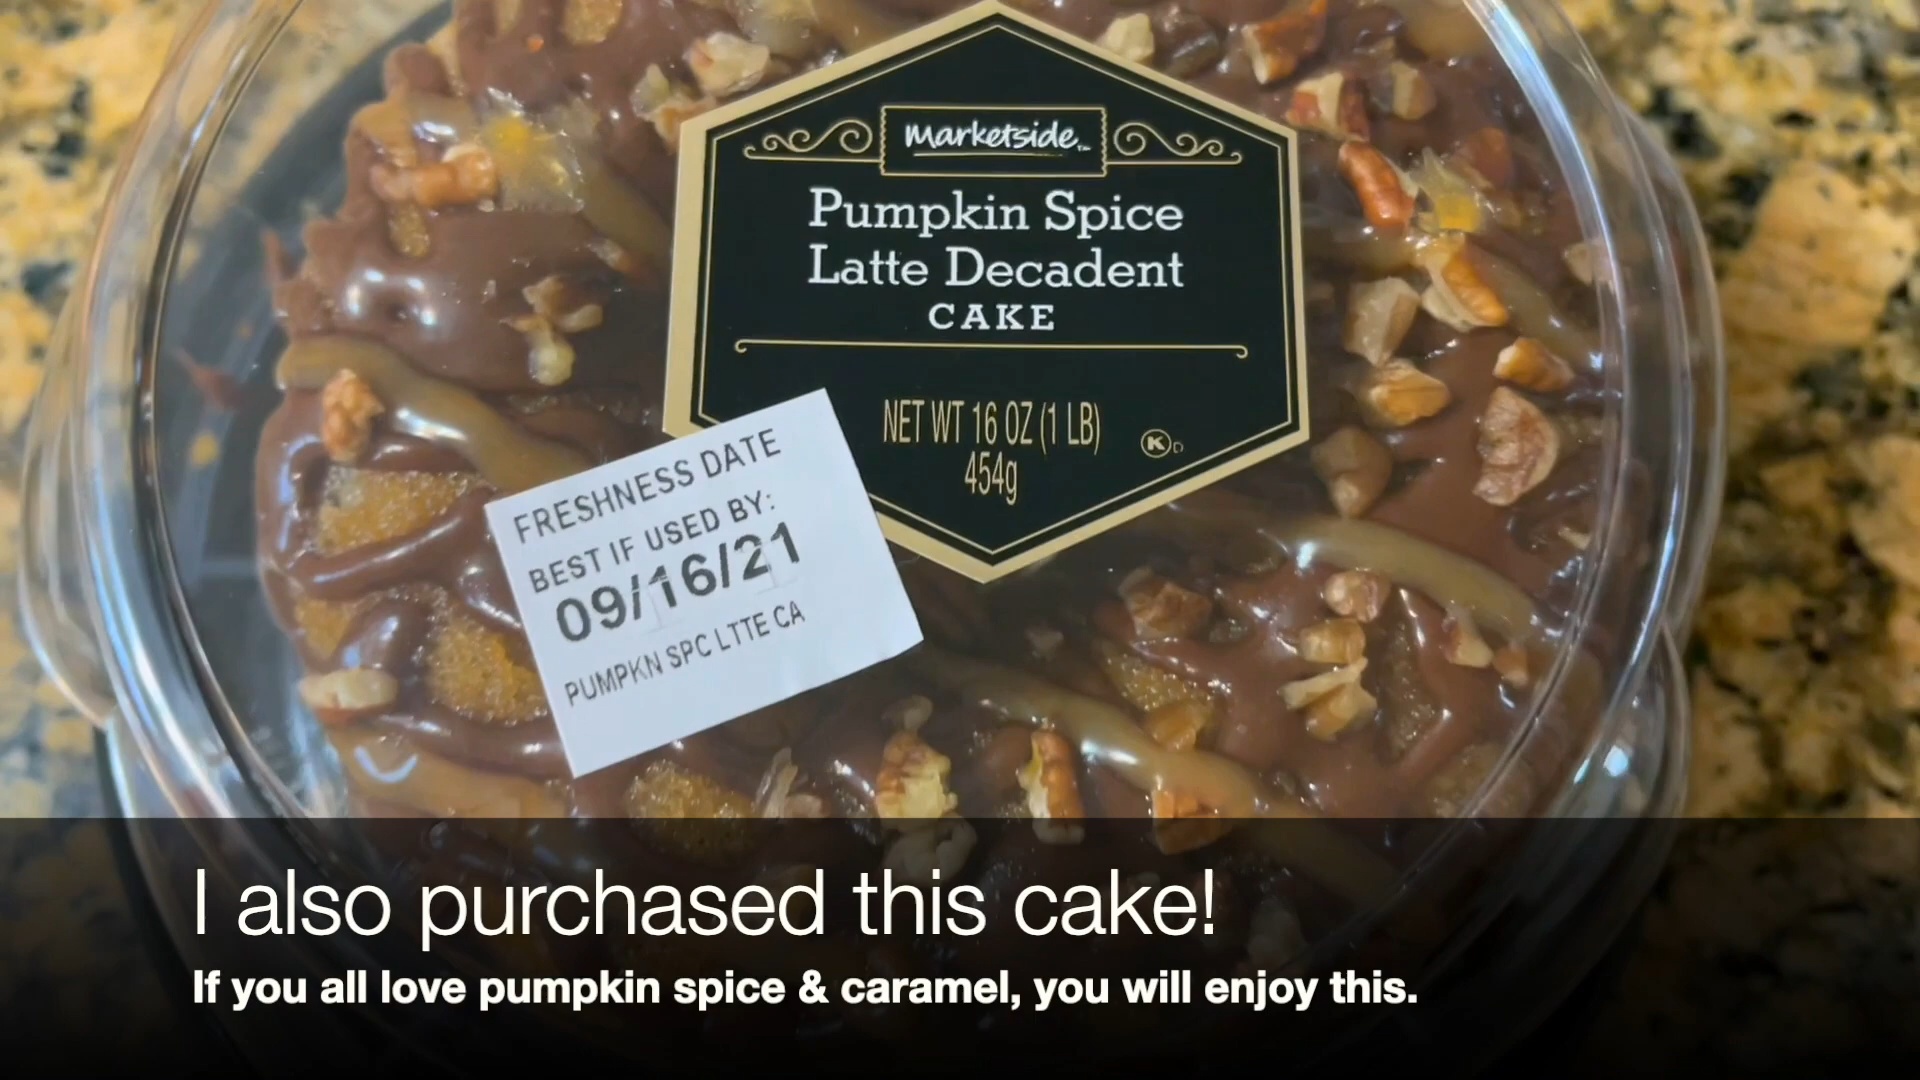 Marketside
Pumpkin Spice
Latte Decadent
CAKE
NET WT 16 OZ (1 LB)
454g
K D
FRESHNESS DATE
BEST IF USED BY:
09/16/21
PUMPKN SPC LTTE CA
I also purchased this cake!
If you all love pumpkin spice & caramel, you will enjoy this.